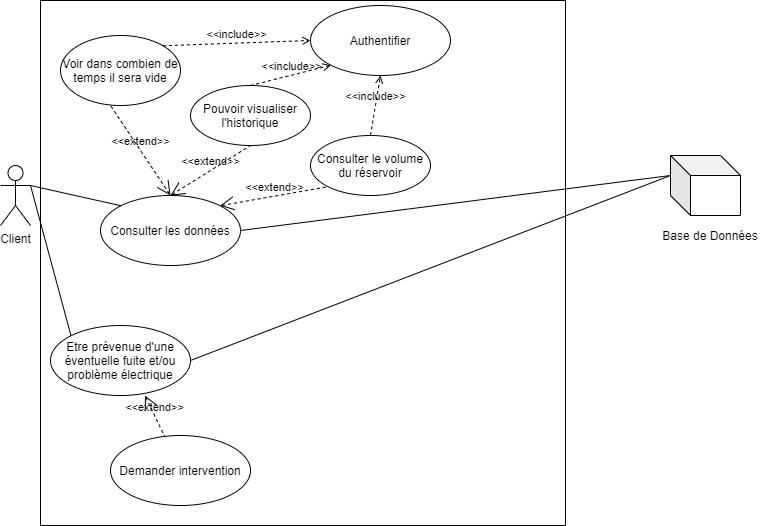 <<include>>
Authentifier
Voir dans combien de
temps il sera vide
<<include>>
Pouvoir visualiser
l'historique
<<include>>
<<extend>>
<<extend>>
Consulter le volume
du réservoir
<<extend>>
Consulter les données
Client
Base de Données
Etre prévenue d'une
éventuelle fuite et/ou
problème électrique
<<extend>>
Demander intervention